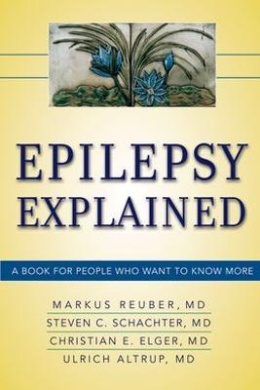 EPILEPSY
EXPLAINED
A BOOK FOR PEOPLE WHO WANT TO KNOW MORE
MARKUS REUBER, MD
STEVEN C. SCHACHTER, MD
CHRISTIAN E. ELGER, MD
ULRICH ALTRUP, MD